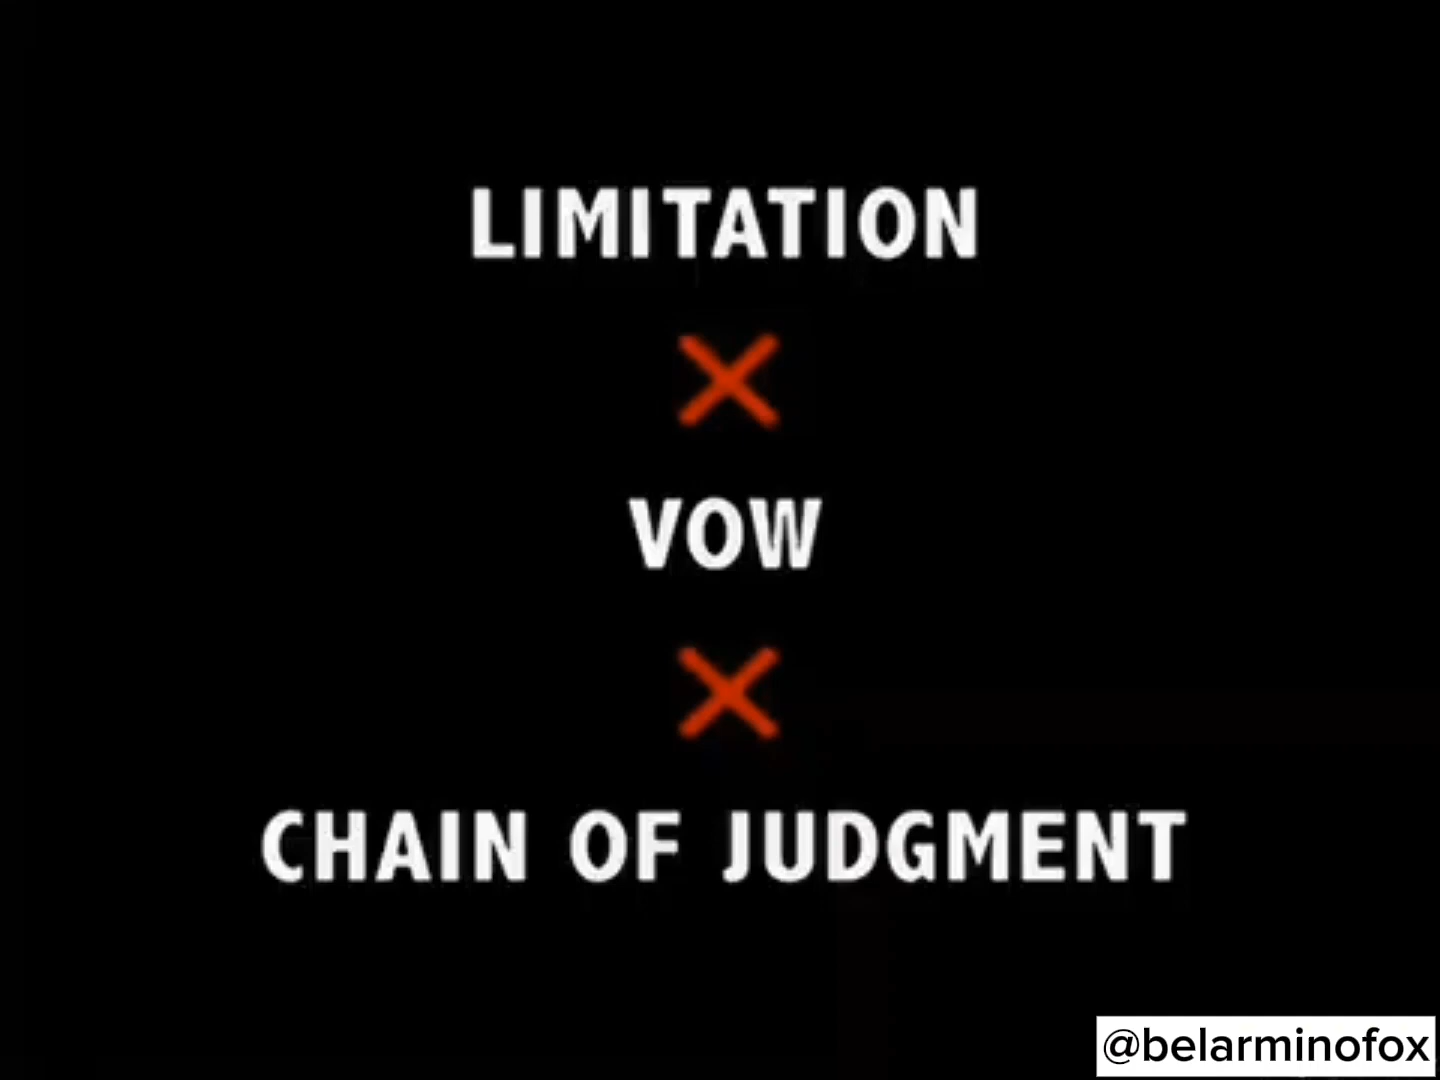 LIMITATION
×
VOW
×
CHAIN OF JUDGMENT
@belarminofox